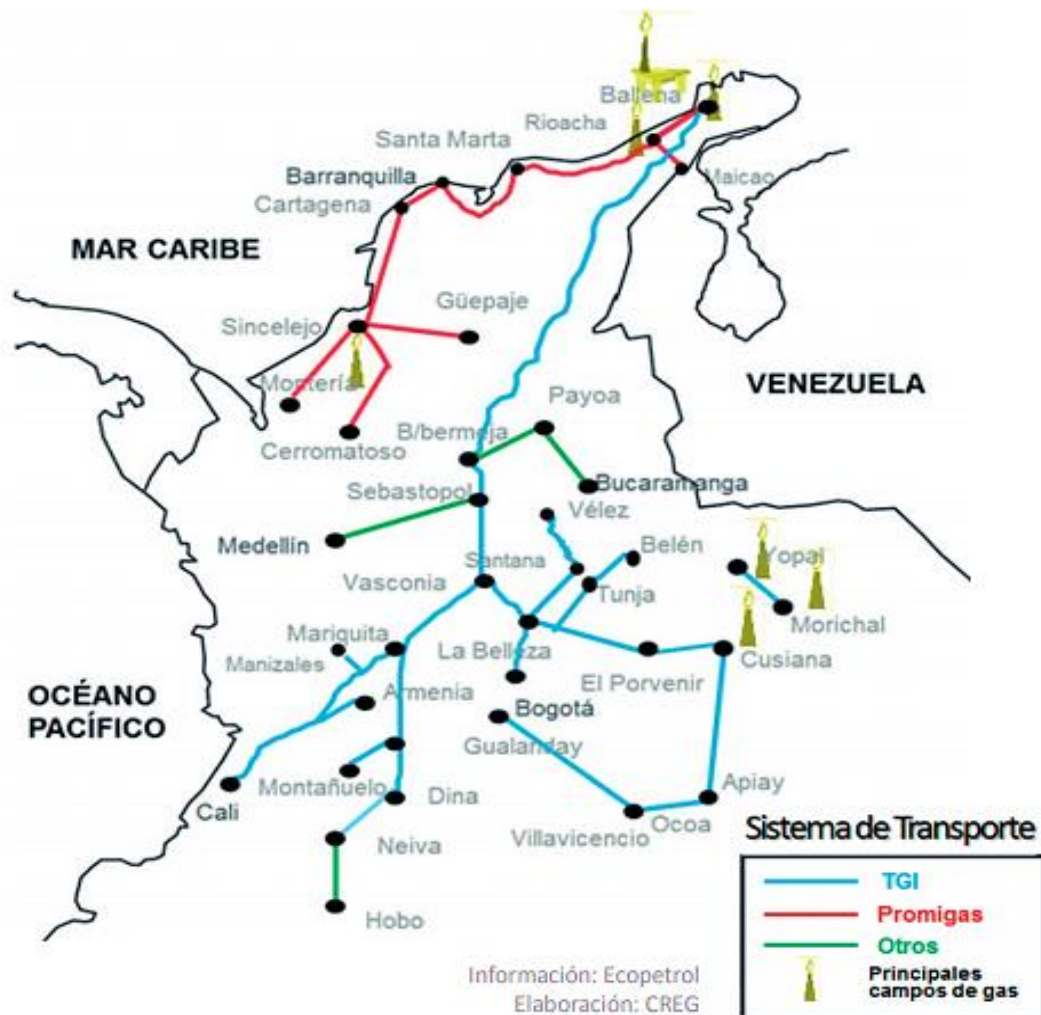 Ballena
Rioacha
Santa Marta
Maicao
Barranquilla
Cartagena
MAR CARIBE
Güepaje
Sincelejo
VENEZUELA
Montería
Payoa
Cerromatoso
B/bermeja
Bucaramanga
Sebastopol
Vélez
Medellín
Belén
Yopal
Santana
Vasconia
Tunja
Morichal
Mariquita
La Belleza
Cusiana
Manizales
El Porvenir
Armenia
OCÉANO
PACÍFICO
Bogotá
Gualanday
Montañuelo
Dina
Apiay
Cali
Ocoa
Villavicencio
Neiva
Hobo
Sistema de Transporte
TGI
Promigas
Otros
Principales
campos de gas
Información: Ecopetrol
Elaboración: CREG